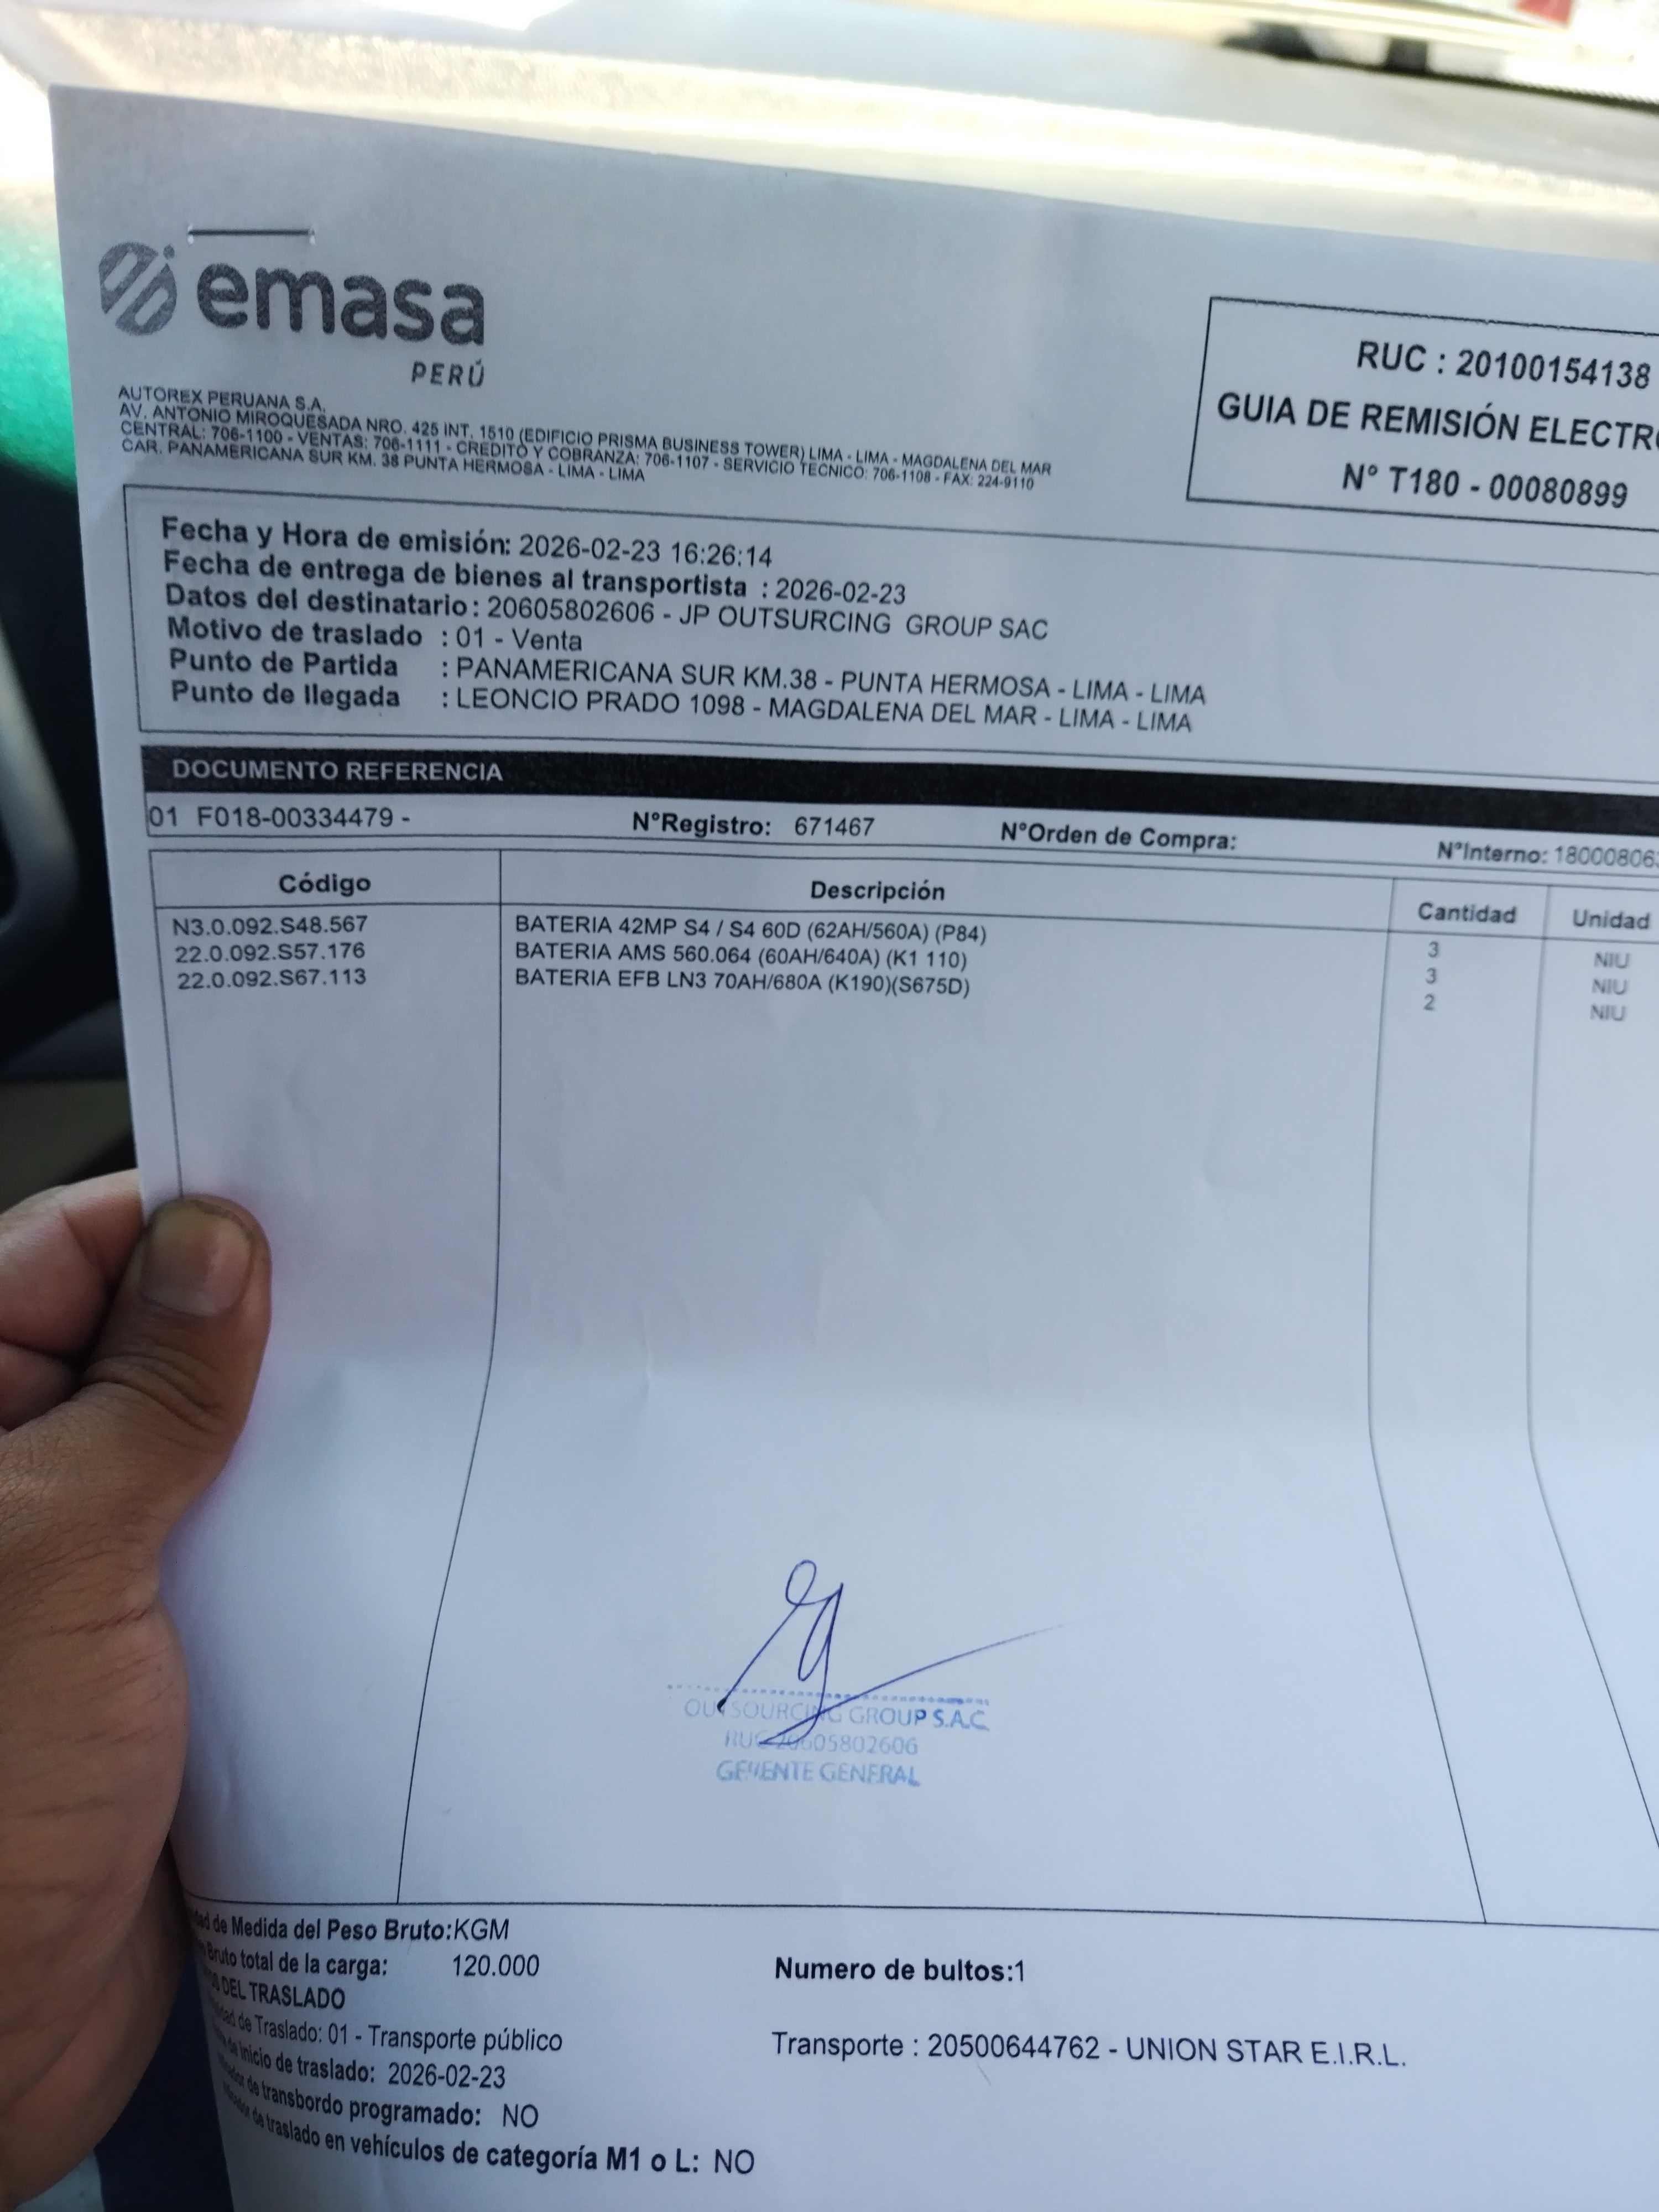 emasa
PERÚ
RUC : 20100154138
GUIA DE REMISIÓN
N° T180 - 00080899
AUTOREX PERUANA S.A.
AV. ANTONIO MIROQUESADA NRO. 425 INT. 1510 (EDIFICIO PRISMA BUSINESS TOWER) LIMA - LIMA - MAGDALENA DEL MAR
CENTRAL: 706-1100 - VENTAS: 706-1111 - CREDITO Y COBRANZA: 706-1107 - SERVICIO TECNICO: 706-1108 - FAX: 224-9110
CAR. PANAMERICANA SUR KM. 38 PUNTA HERMOSA - LIMA - LIMA
Fecha y Hora de emisión: 2026-02-23 16:26:14
Fecha de entrega de bienes al transportista : 2026-02-23
Datos del destinatario: 20605802606 - JP OUTSURCING GROUP SAC
Motivo de traslado : 01 - Venta
Punto de Partida : PANAMERICANA SUR KM.38 - PUNTA HERMOSA - LIMA - LIMA
Punto de llegada : LEONCIO PRADO 1098 - MAGDALENA DEL MAR - LIMA - LIMA
DOCUMENTO REFERENCIA
01 F018-00334479 - N°Registro: 671467 N°Orden de Compra: N°Interno:
Código Descripción Cantidad Unidad
N3.0.092.S48.567 BATERIA 42MP S4 / S4 60D (62AH/560A) (P84) 3 NIU
22.0.092.S57.176 BATERIA AMS 560.064 (60AH/640A) (K1 110) 3 NIU
22.0.092.S67.113 BATERIA EFB LN3 70AH/680A (K190)(S675D) 2 NIU
OUTSOURCING GROUP S.A.C.
RUC 20605802606
GERENTE GENERAL
de Medida del Peso Bruto:KGM
Bruto total de la carga: 120.000 Numero de bultos:1
DEL TRASLADO
de Traslado: 01 - Transporte público Transporte : 20500644762 - UNION STAR E.I.R.L.
de inicio de traslado: 2026-02-23
de transbordo programado: NO
de traslado en vehículos de categoría M1 o L: NO